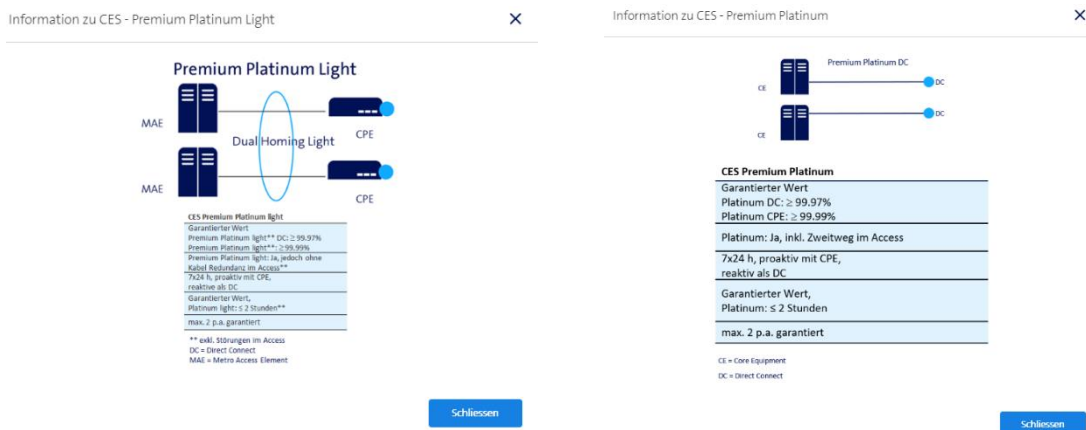 Information zu CES - Premium Platinum Light
Premium Platinum Light
MAE
Dual Homing Light
CPE
MAE
CPE
CES Premium Platinum light
Garantierter Wert
Premium Platinum light** DC: ≥ 99.97%
Premium Platinum light**: ≥ 99.99%
Premium Platinum light: Ja, jedoch ohne
Kabel Redundanz im Access**
7x24 h, proaktiv mit CPE,
reaktive als DC
Garantierter Wert,
Platinum light: ≤ 2 Stunden**
max. 2 p.a. garantiert
** exkl. Störungen im Access
DC = Direct Connect
MAE = Metro Access Element
Schliessen
Information zu CES - Premium Platinum
Premium Platinum DC
CE
DC
CE
DC
CES Premium Platinum
Garantierter Wert
Platinum DC: ≥ 99.97%
Platinum CPE: ≥ 99.99%
Platinum: Ja, inkl. Zweitweg im Access
7x24 h, proaktiv mit CPE,
reaktiv als DC
Garantierter Wert,
Platinum: ≤ 2 Stunden
max. 2 p.a. garantiert
CE = Core Equipment
DC = Direct Connect
Schliessen